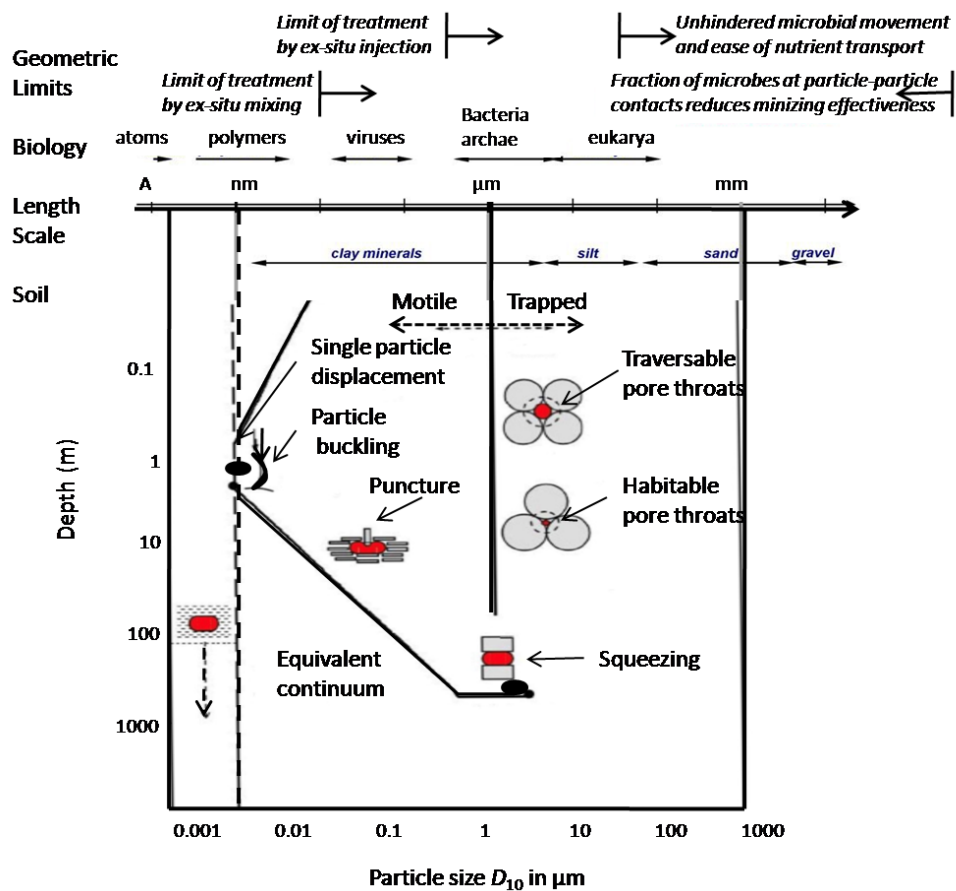 Geometric
Limits
Limit of treatment
by ex-situ injection
Unhindered microbial movement
and ease of nutrient transport
Limit of treatment
by ex-situ mixing
Fraction of microbes at particle-particle
contacts reduces minizing effectiveness
Biology
atoms
polymers
viruses
Bacteria
archae
eukarya
Length
Scale
A
nm
µm
mm
Soil
clay minerals
silt
sand
gravel
Motile
Trapped
Single particle
displacement
Traversable
pore throats
Particle
buckling
Puncture
Habitable
pore throats
Equivalent
continuum
Squeezing
Depth (m)
0.1
1
10
100
1000
0.001
0.01
0.1
1
10
100
1000
Particle size D10 in µm